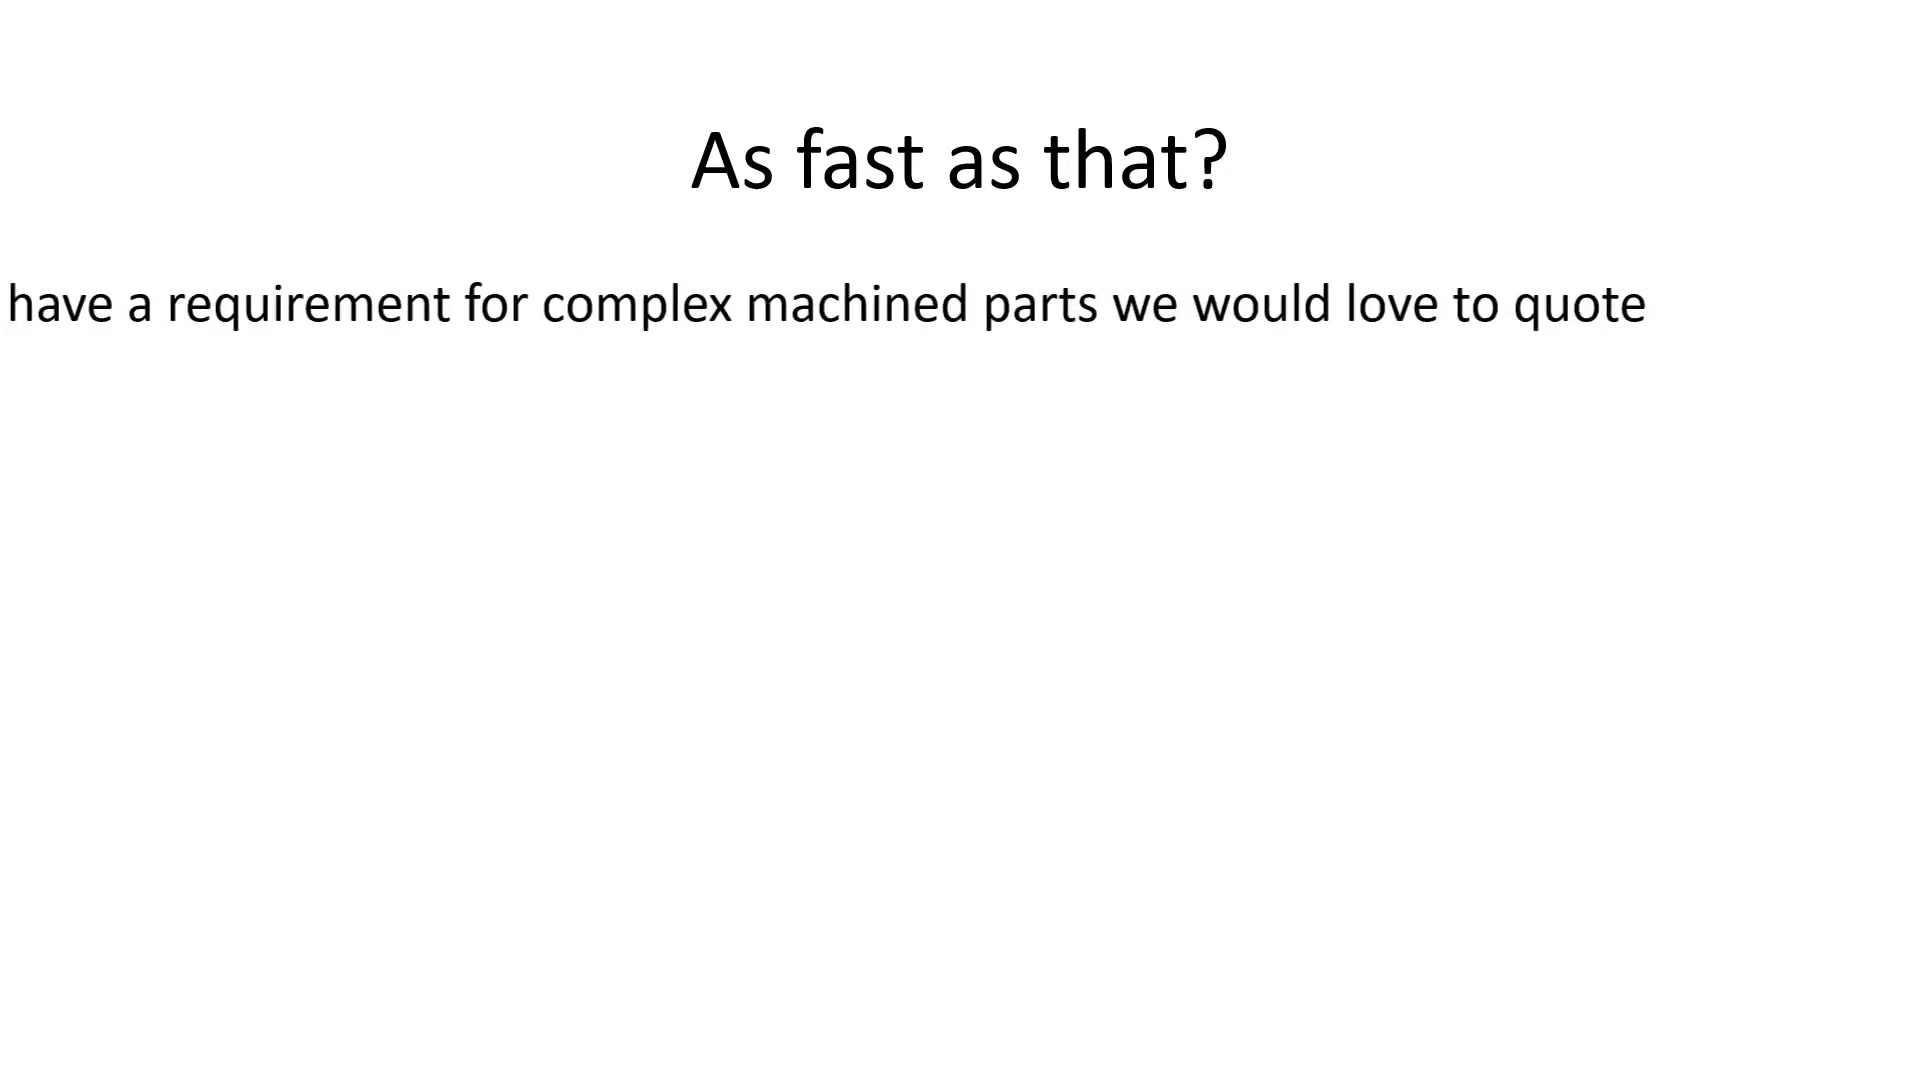 As fast as that?
have a requirement for complex machined parts we would love to quote